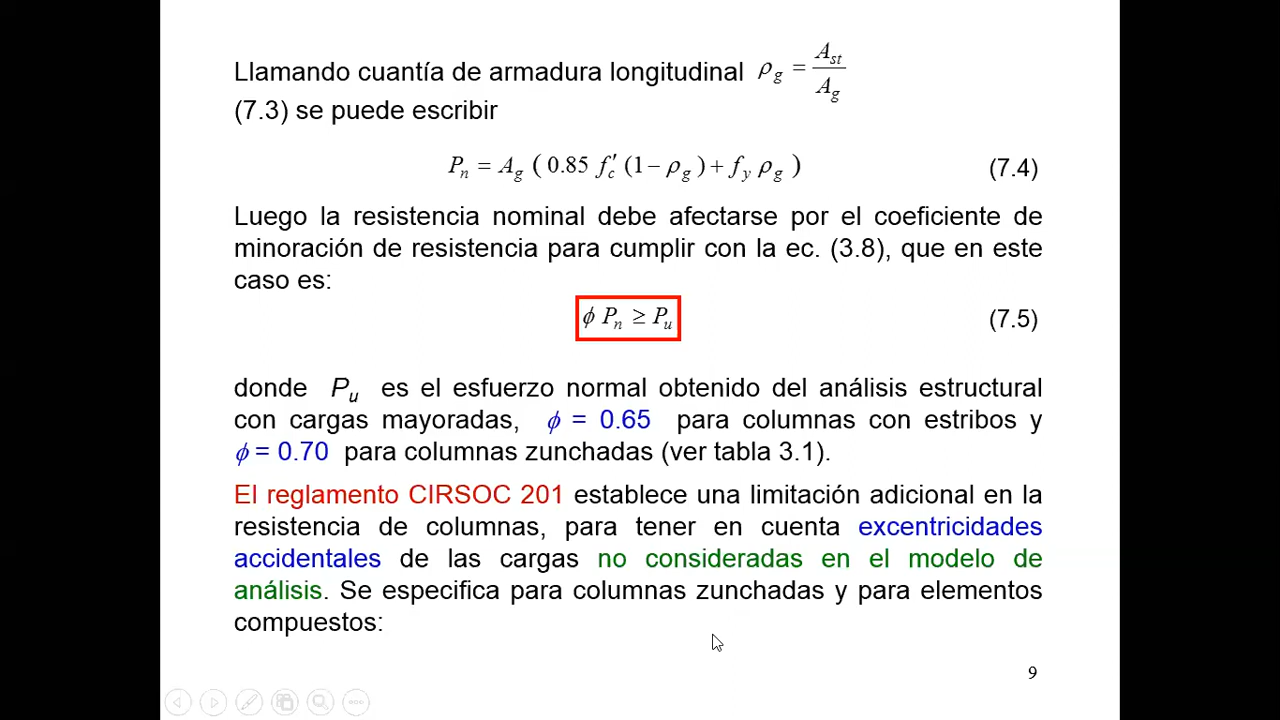 Llamando cuantía de armadura longitudinal ρg = Ast / Ag
(7.3) se puede escribir
Pn = Ag ( 0.85 f′c (1 − ρg ) + fy ρg ) (7.4)
Luego la resistencia nominal debe afectarse por el coeficiente de
minoración de resistencia para cumplir con la ec. (3.8), que en este
caso es:
ϕ Pn ≥ Pu (7.5)
donde Pu es el esfuerzo normal obtenido del análisis estructural
con cargas mayoradas, ϕ = 0.65 para columnas con estribos y
ϕ = 0.70 para columnas zunchadas (ver tabla 3.1).
El reglamento CIRSOC 201 establece una limitación adicional en la
resistencia de columnas, para tener en cuenta excentricidades
accidentales de las cargas no consideradas en el modelo de
análisis. Se especifica para columnas zunchadas y para elementos
compuestos:
9